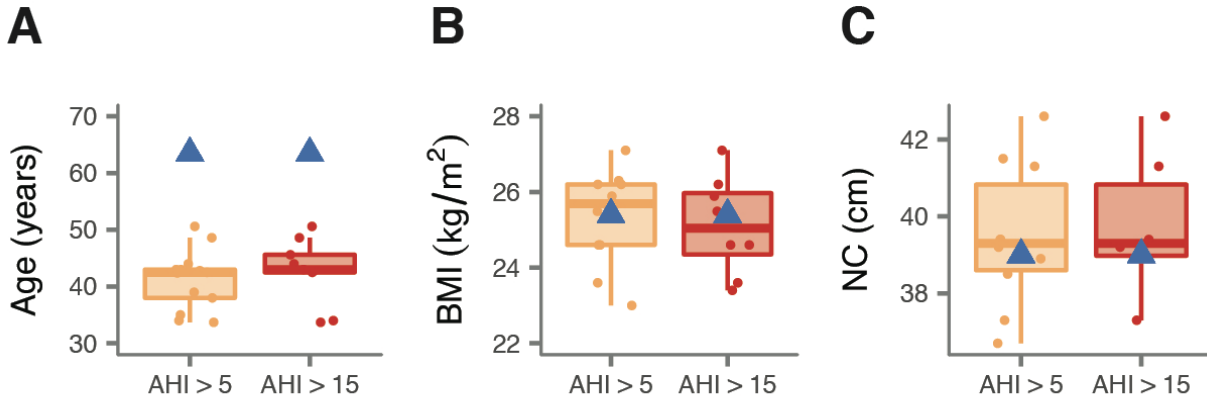 A
B
C
Age (years)
70
60
50
40
30
AHI > 5
AHI > 15
BMI (kg/m²)
28
26
24
22
AHI > 5
AHI > 15
NC (cm)
42
40
38
AHI > 5
AHI > 15